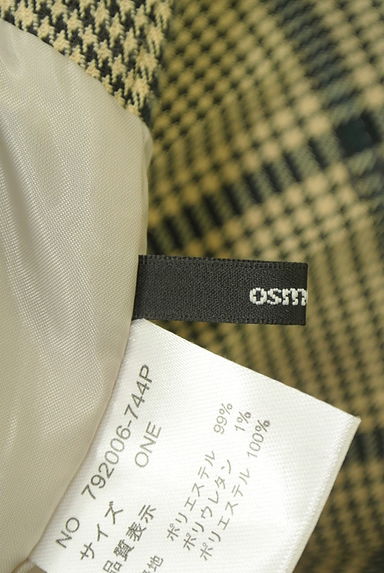 osm
NO 792006-744P
サイズ ONE
品質表示
地 ポリエステル 99%
ポリウレタン 1%
ポリエステル 100%